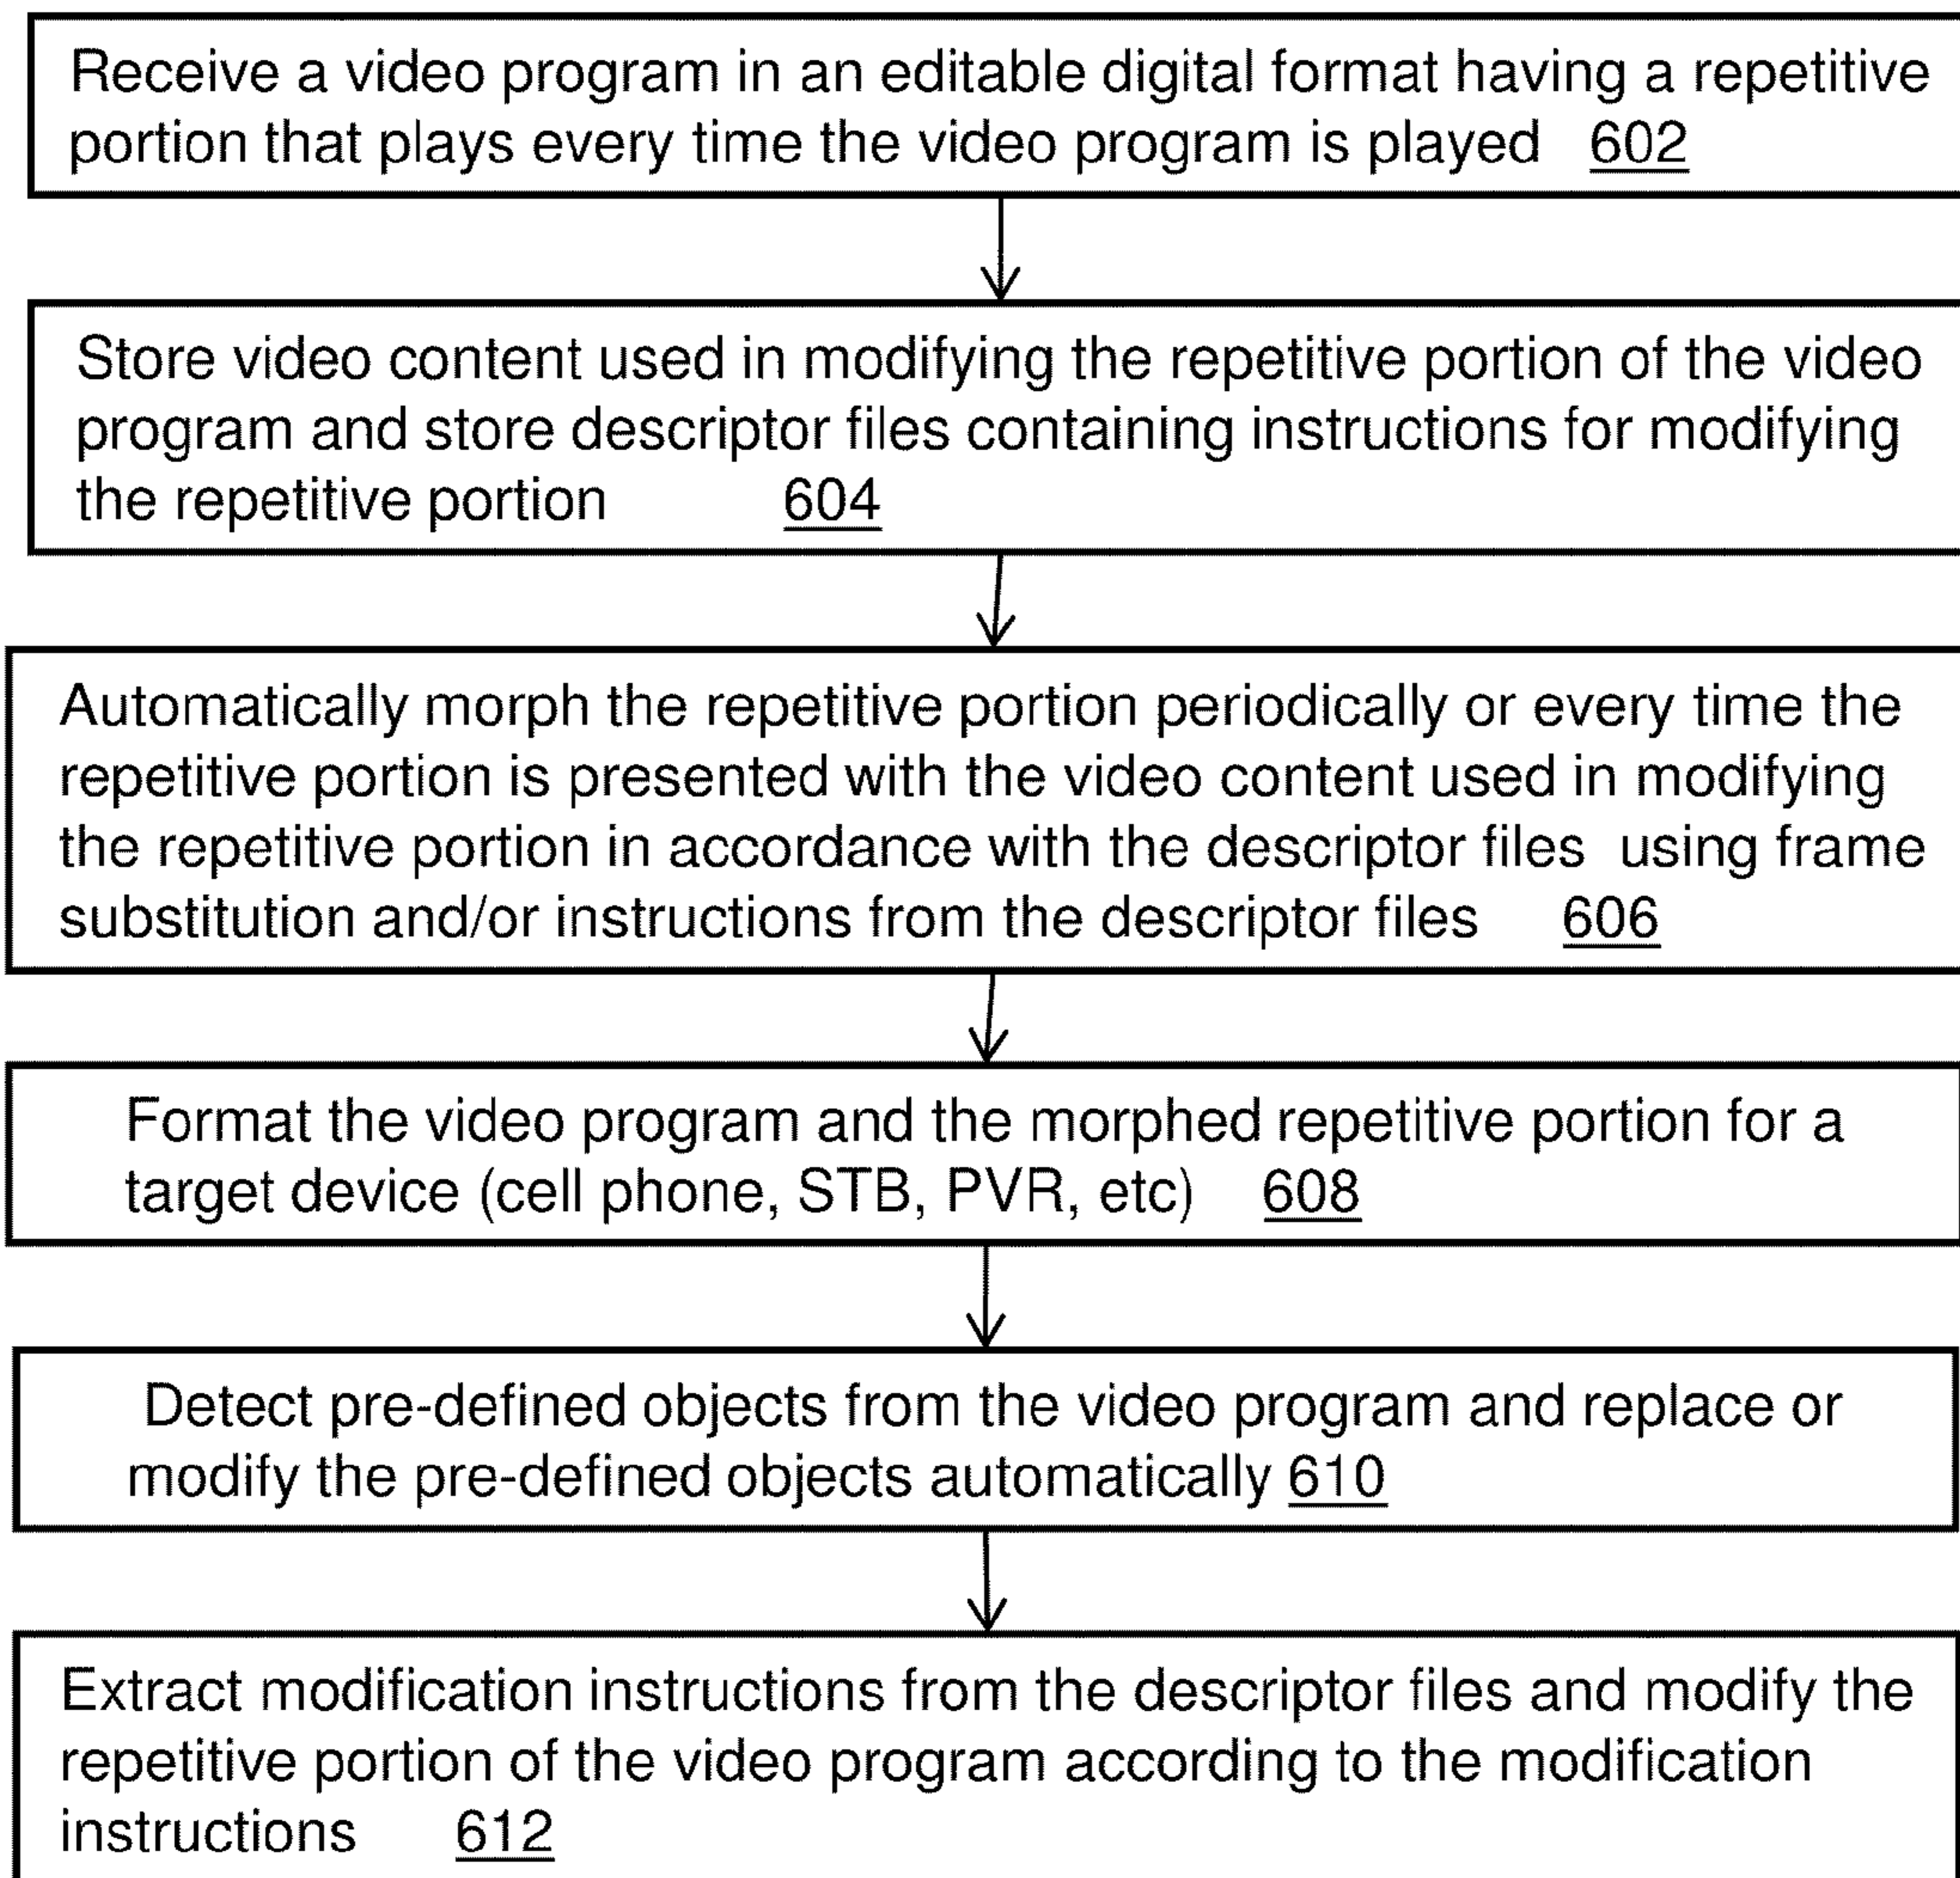 Receive a video program in an editable digital format having a repetitive
portion that plays every time the video program is played 602
Store video content used in modifying the repetitive portion of the video
program and store descriptor files containing instructions for modifying
the repetitive portion 604
Automatically morph the repetitive portion periodically or every time the
repetitive portion is presented with the video content used in modifying
the repetitive portion in accordance with the descriptor files using frame
substitution and/or instructions from the descriptor files 606
Format the video program and the morphed repetitive portion for a
target device (cell phone, STB, PVR, etc) 608
Detect pre-defined objects from the video program and replace or
modify the pre-defined objects automatically 610
Extract modification instructions from the descriptor files and modify the
repetitive portion of the video program according to the modification
instructions 612